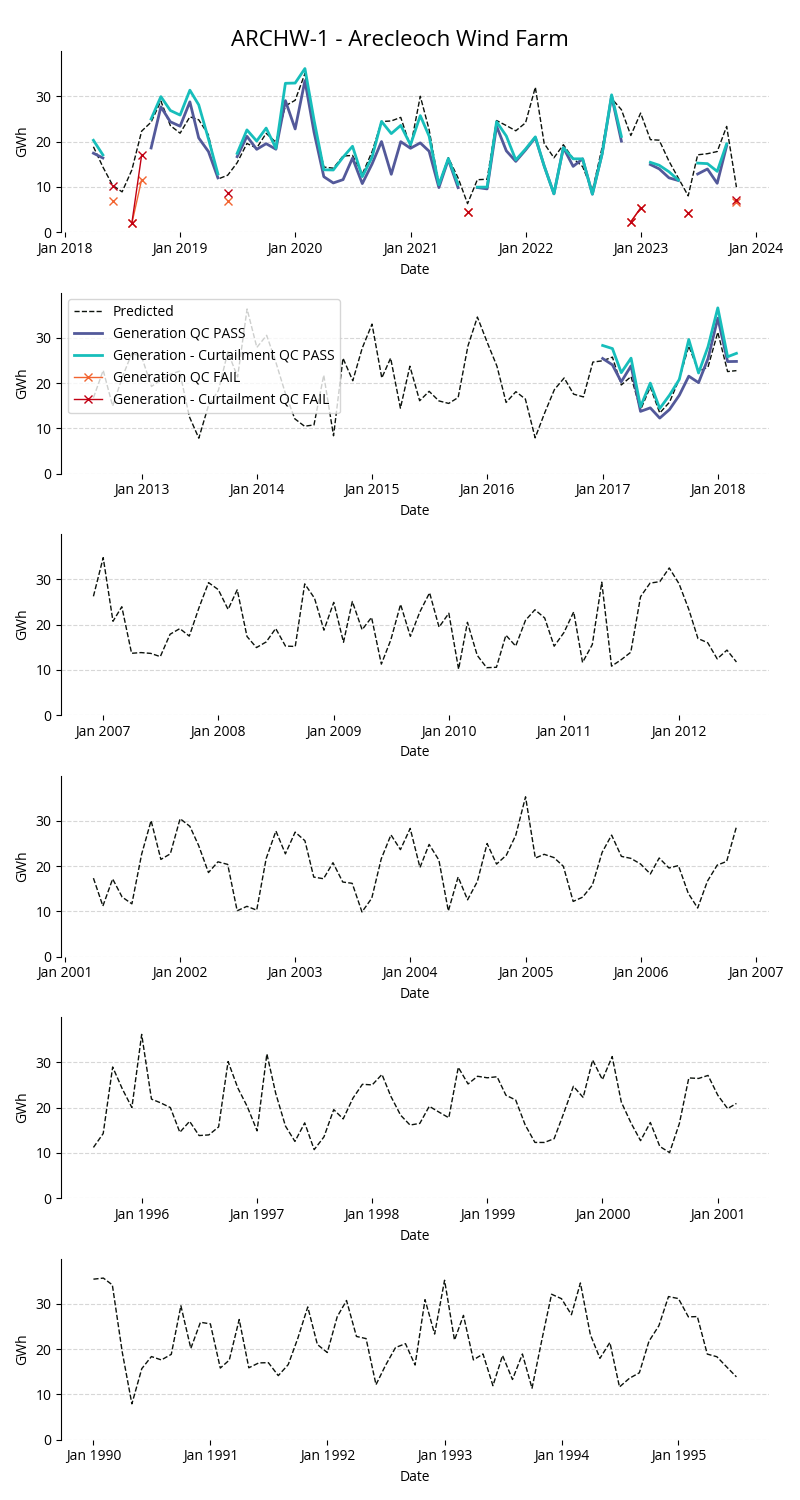 ARCHW-1 - Arecleoch Wind Farm
GWh
30
20
10
0
Jan 2018 Jan 2019 Jan 2020 Jan 2021 Jan 2022 Jan 2023 Jan 2024
Date
GWh
30
20
10
0
Predicted
Generation QC PASS
Generation - Curtailment QC PASS
Generation QC FAIL
Generation - Curtailment QC FAIL
Jan 2013 Jan 2014 Jan 2015 Jan 2016 Jan 2017 Jan 2018
Date
GWh
30
20
10
0
Jan 2007 Jan 2008 Jan 2009 Jan 2010 Jan 2011 Jan 2012
Date
GWh
30
20
10
0
Jan 2001 Jan 2002 Jan 2003 Jan 2004 Jan 2005 Jan 2006 Jan 2007
Date
GWh
30
20
10
0
Jan 1996 Jan 1997 Jan 1998 Jan 1999 Jan 2000 Jan 2001
Date
GWh
30
20
10
0
Jan 1990 Jan 1991 Jan 1992 Jan 1993 Jan 1994 Jan 1995
Date